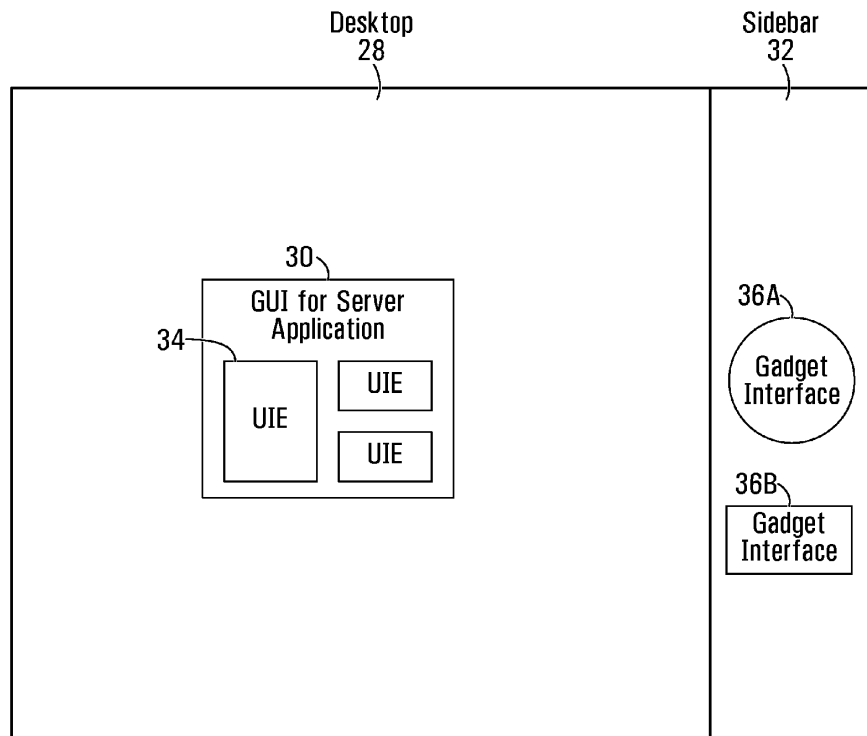 Desktop
28
Sidebar
32
30
GUI for Server
Application
34
UIE
UIE
UIE
36A
Gadget
Interface
36B
Gadget
Interface